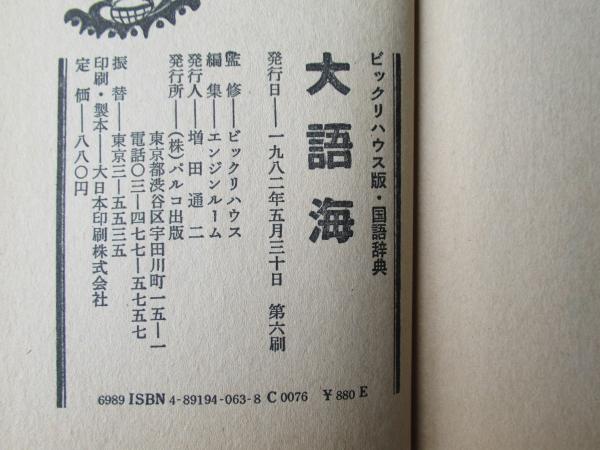 ビックリハウス版・国語辞典
大語海
発行日――一九八二年五月三十日 第六刷
監修――ビックリハウス
編集――エンジンルーム
発行人――増田通二
発行所――(株)パルコ出版
東京都渋谷区宇田川町一五―一
電話〇三―四七七―五七五七
振替――東京三―五五三五
印刷・製本――大日本印刷株式会社
定価――八八〇円
6989 ISBN 4-89194-063-8 C 0076 ¥ 880 E